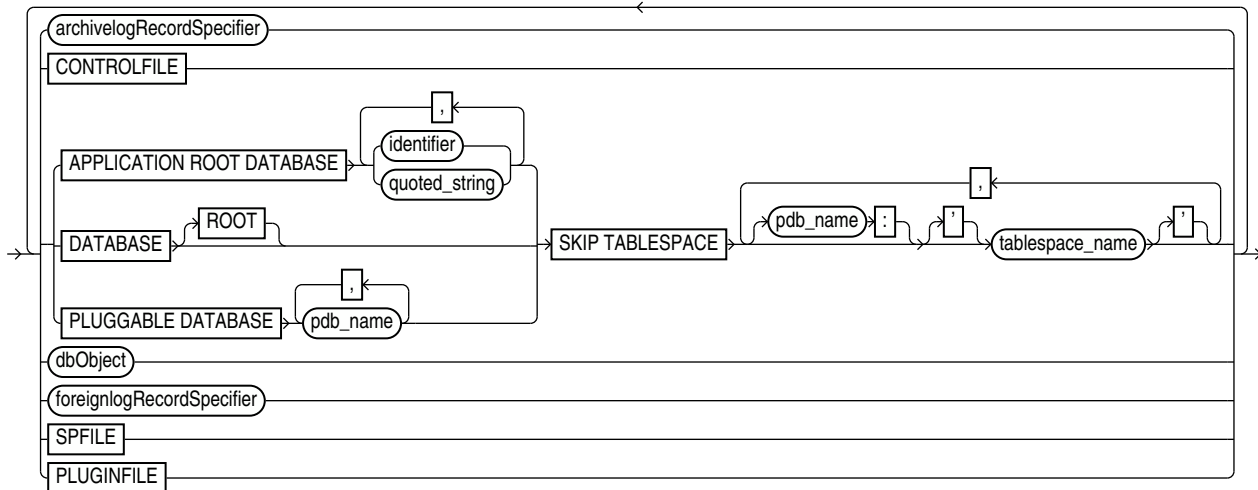 archivelogRecordSpecifier
CONTROLFILE
,
APPLICATION ROOT DATABASE
identifier
quoted_string
DATABASE
ROOT
PLUGGABLE DATABASE
,
pdb_name
SKIP TABLESPACE
,
pdb_name : ’ tablespace_name ’
dbObject
foreignlogRecordSpecifier
SPFILE
PLUGINFILE